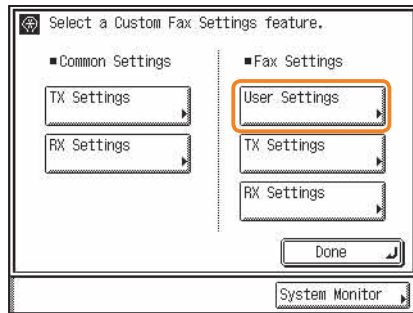 Select a Custom Fax Settings feature.
■Common Settings
TX Settings
RX Settings
■Fax Settings
User Settings
TX Settings
RX Settings
Done
System Monitor